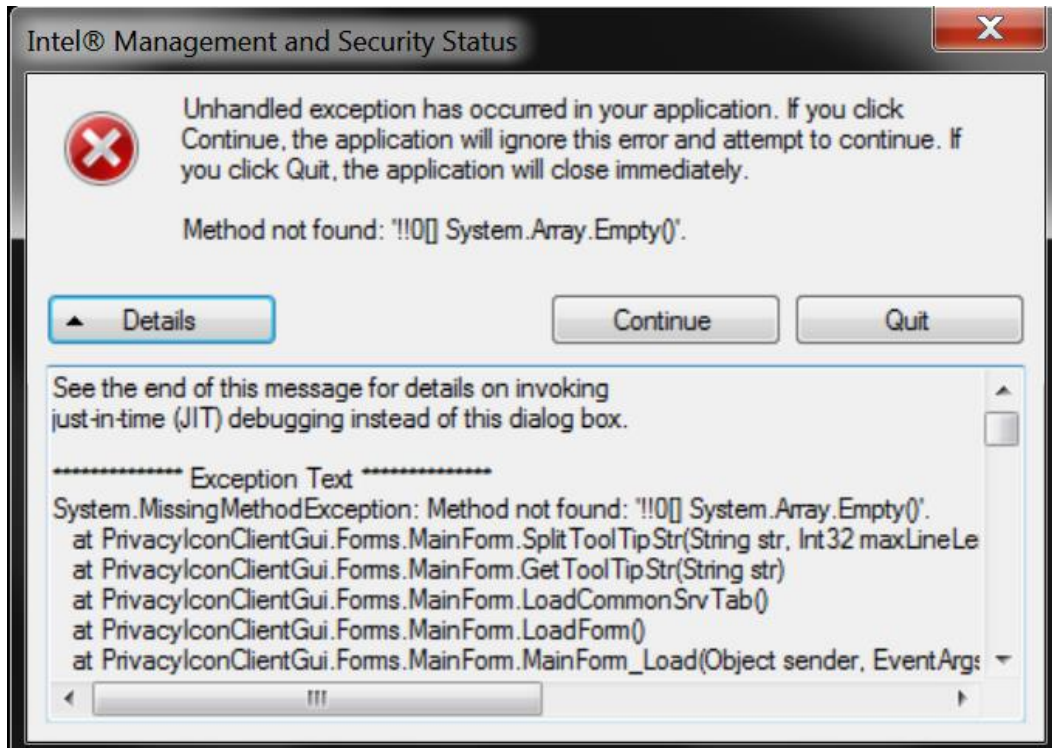 Intel® Management and Security Status
Unhandled exception has occurred in your application. If you click
Continue, the application will ignore this error and attempt to continue. If
you click Quit, the application will close immediately.
Method not found: '!!0[] System.Array.Empty()'.
Details
Continue
Quit
See the end of this message for details on invoking
just-in-time (JIT) debugging instead of this dialog box.
************** Exception Text **************
System.MissingMethodException: Method not found: '!!0[] System.Array.Empty()'.
at PrivacyIconClientGui.Forms.MainForm.SplitToolTipStr(String str, Int32 maxLineLe
at PrivacyIconClientGui.Forms.MainForm.GetToolTipStr(String str)
at PrivacyIconClientGui.Forms.MainForm.LoadCommonSrvTab()
at PrivacyIconClientGui.Forms.MainForm.LoadForm()
at PrivacyIconClientGui.Forms.MainForm.MainForm_Load(Object sender, EventArgs